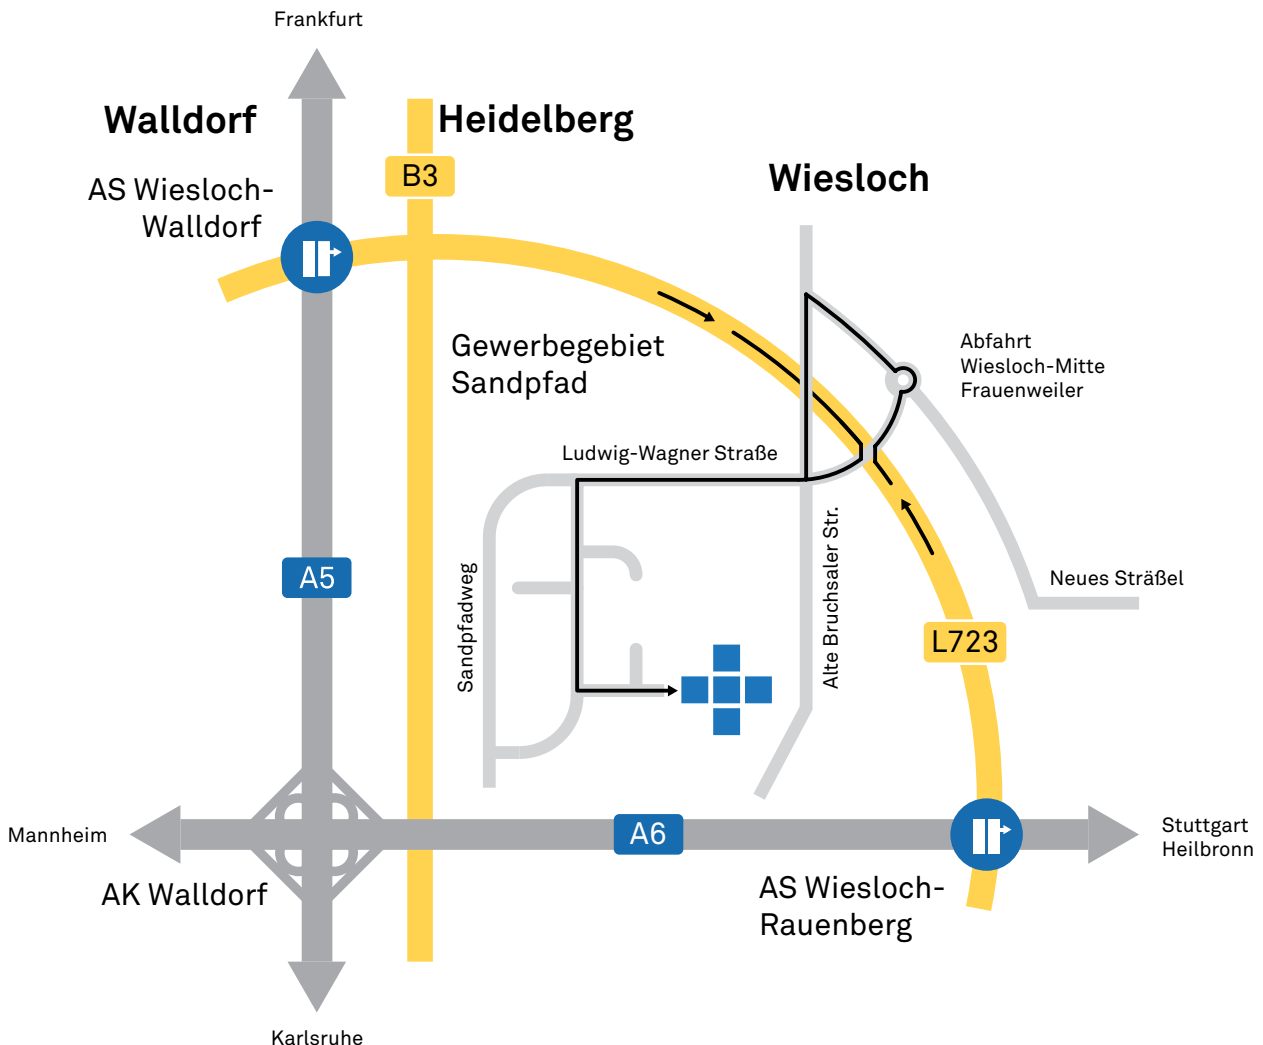 Frankfurt
Walldorf
Heidelberg
B3
AS Wiesloch-
Walldorf
Wiesloch
Gewerbegebiet
Sandpfad
Abfahrt
Wiesloch-Mitte
Frauenweiler
Ludwig-Wagner Straße
A5
Sandpfadweg
Alte Bruchsaler Str.
Neues Sträßel
L723
Mannheim
A6
Stuttgart
Heilbronn
AK Walldorf
AS Wiesloch-
Rauenberg
Karlsruhe